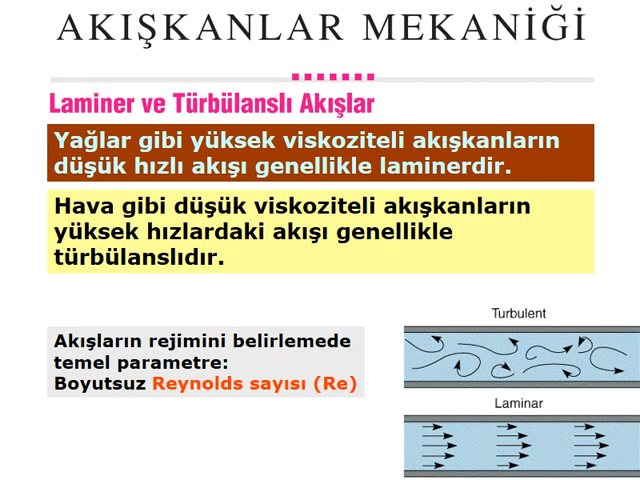 AKIŞKANLAR MEKANİĞİ
Laminer ve Türbülanslı Akışlar
Yağlar gibi yüksek viskoziteli akışkanların
düşük hızlı akışı genellikle laminerdir.
Hava gibi düşük viskoziteli akışkanların
yüksek hızlardaki akışı genellikle
türbülanslıdır.
Akışların rejimini belirlemede
temel parametre:
Boyutsuz Reynolds sayısı (Re)
Turbulent
Laminar